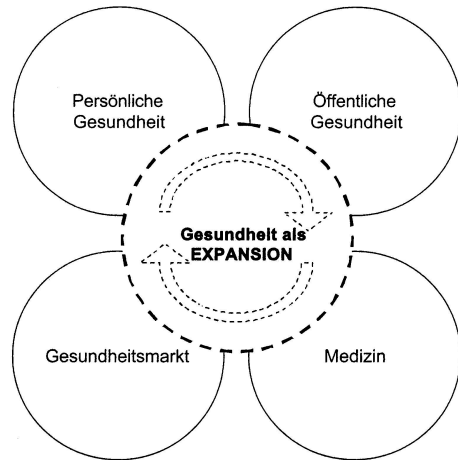 Persönliche
Gesundheit
Öffentliche
Gesundheit
Gesundheit als
EXPANSION
Gesundheitsmarkt
Medizin